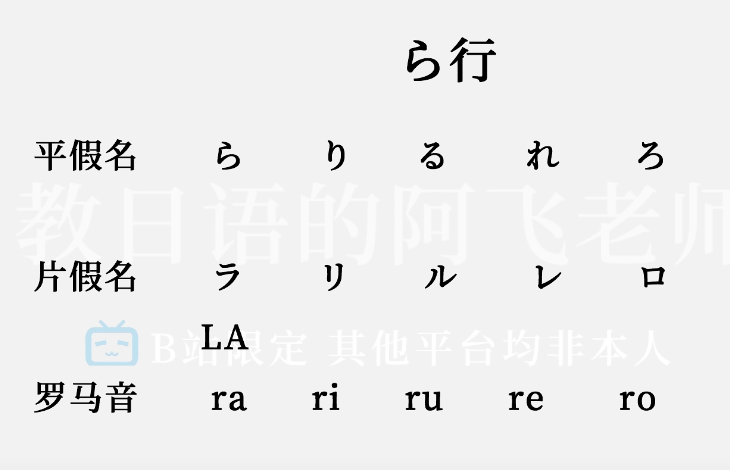 ら行
平假名 ら り る れ ろ
教日语的阿飞老师
片假名 ラ リ ル レ ロ
LA
B站限定 其他平台均非本人
罗马音 ra ri ru re ro